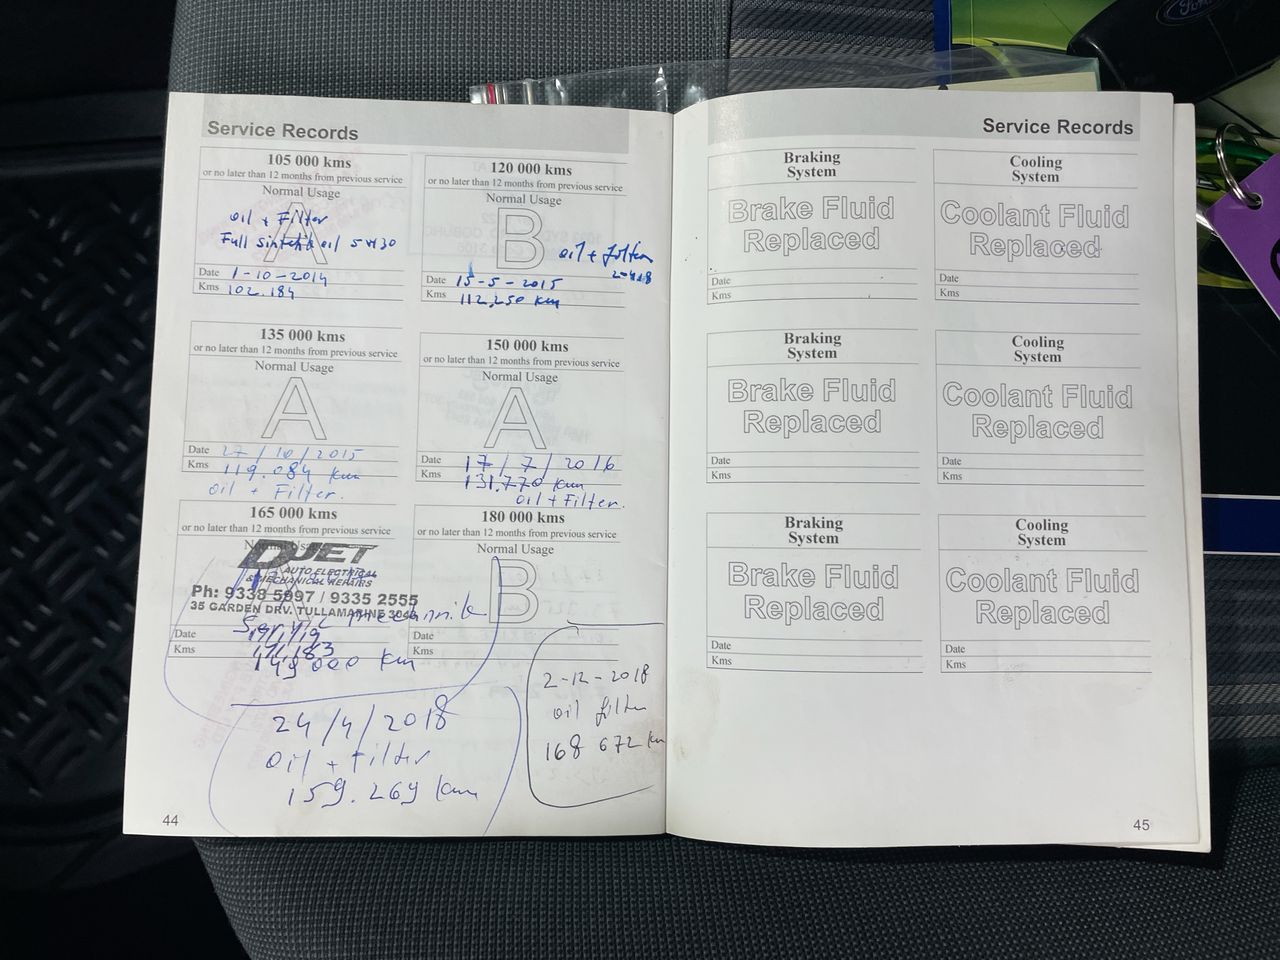 Ford
Service Records
105 000 kms
or no later than 12 months from previous service
Normal Usage
A
oil + Filter
Full sintetik oil 5w30
Date 1-10-2014
Kms 102.184
120 000 kms
or no later than 12 months from previous service
Normal Usage
B
oil + filter
Date 15-5-2015
Kms 112,250 km
135 000 kms
or no later than 12 months from previous service
Normal Usage
A
Date 27/10/2015
Kms 119.084 km
oil + Filter.
150 000 kms
or no later than 12 months from previous service
Normal Usage
A
Date 17/7/2016
Kms 131.770 km
oil + Filter.
165 000 kms
or no later than 12 months from previous service
Normal Us
DJET
AUTO ELECTRICAL
& MECHANICAL REPAIRS
Ph: 9338 5997 / 9335 2555
35 GARDEN DRV. TULLAMARINE 3043
Date
Kms
149000 km
180 000 kms
or no later than 12 months from previous service
Normal Usage
B
Date
Kms
24/4/2018
oil + Filter
159.269 km
2-12-2018
oil filter
168 672 km
44
Service Records
Braking
System
Brake Fluid
Replaced
Date
Kms
Cooling
System
Coolant Fluid
Replaced
Date
Kms
Braking
System
Brake Fluid
Replaced
Date
Kms
Cooling
System
Coolant Fluid
Replaced
Date
Kms
Braking
System
Brake Fluid
Replaced
Date
Kms
Cooling
System
Coolant Fluid
Replaced
Date
Kms
45